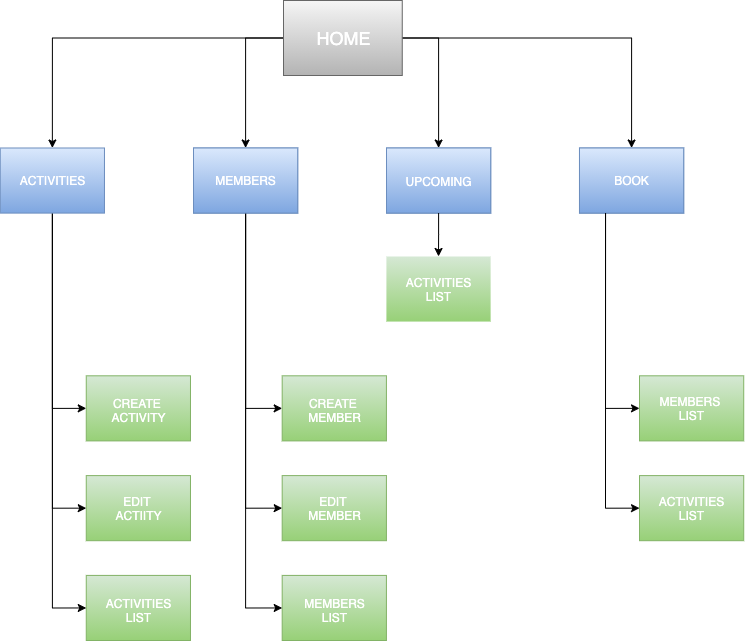 HOME
ACTIVITIES
MEMBERS
UPCOMING
BOOK
ACTIVITIES
LIST
CREATE
ACTIVITY
CREATE
MEMBER
MEMBERS
LIST
EDIT
ACTIITY
EDIT
MEMBER
ACTIVITIES
LIST
ACTIVITIES
LIST
MEMBERS
LIST